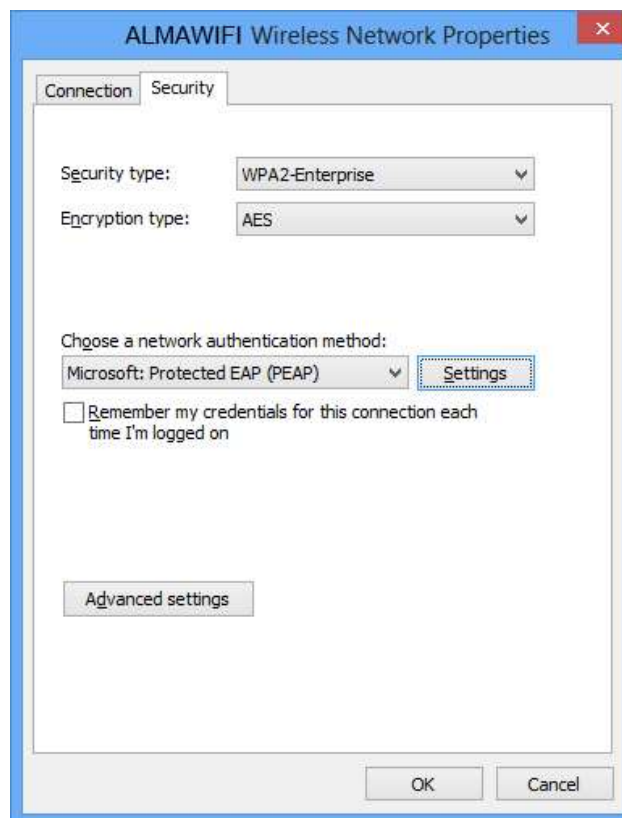 ALMAWIFI Wireless Network Properties
Connection
Security
Security type:
WPA2-Enterprise
Encryption type:
AES
Choose a network authentication method:
Microsoft: Protected EAP (PEAP)
Settings
Remember my credentials for this connection each
time I'm logged on
Advanced settings
OK
Cancel